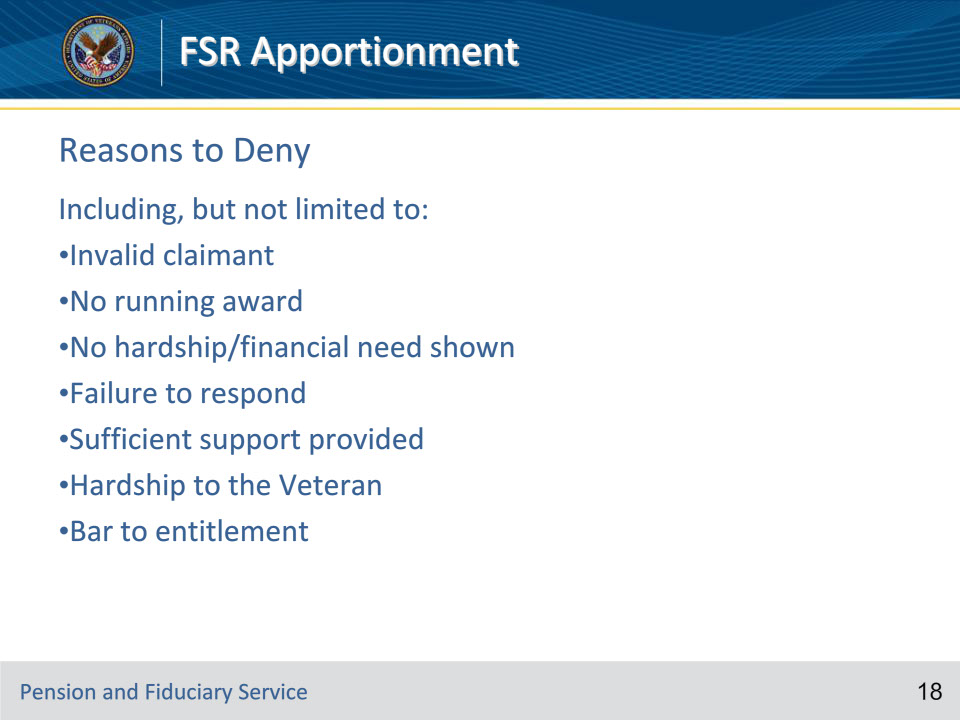 FSR Apportionment
Reasons to Deny
Including, but not limited to:
•Invalid claimant
•No running award
•No hardship/financial need shown
•Failure to respond
•Sufficient support provided
•Hardship to the Veteran
•Bar to entitlement
Pension and Fiduciary Service
18